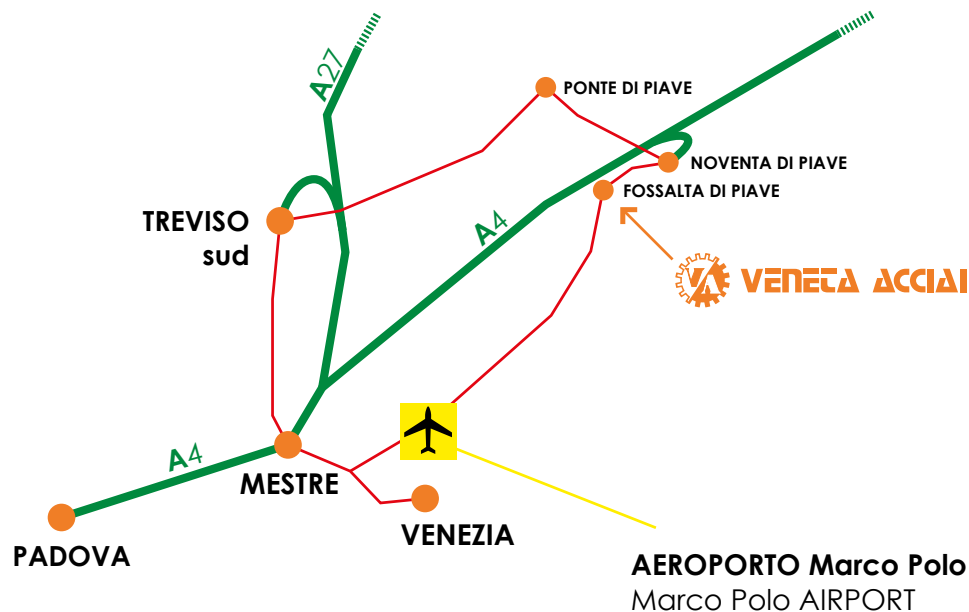 A27
PONTE DI PIAVE
NOVENTA DI PIAVE
FOSSALTA DI PIAVE
TREVISO
sud
A4
VENETA ACCIAI
A4
MESTRE
VENEZIA
PADOVA
AEROPORTO Marco Polo
Marco Polo AIRPORT